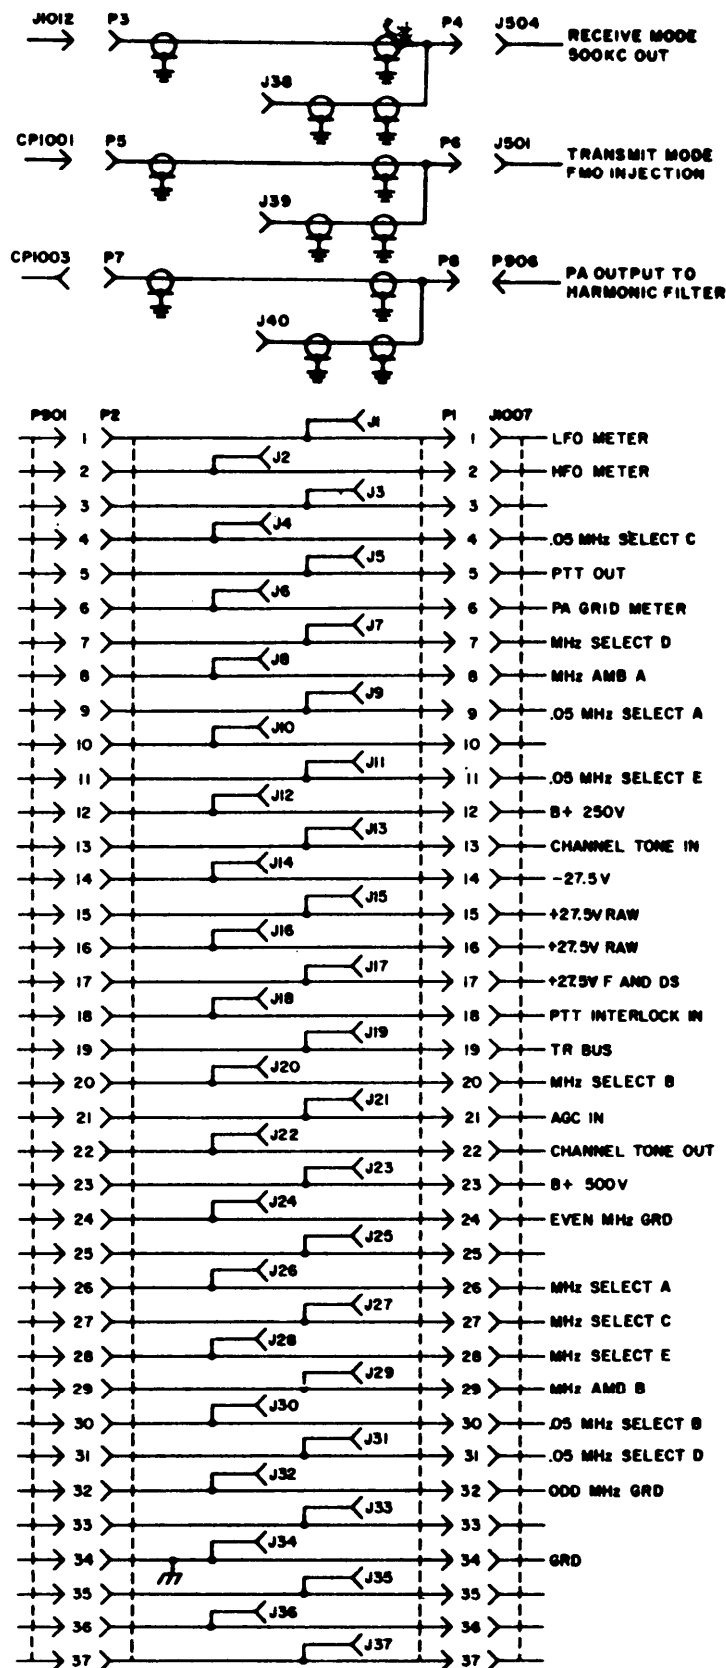 J1012 P3 P4 J504 RECEIVE MODE
500KC OUT
J38
CP1001 P5 P6 J501 TRANSMIT MODE
FMO INJECTION
J39
CP1003 P7 P8 P906 PA OUTPUT TO
HARMONIC FILTER
J40
P901 P2 P1 J1007
J1
1 1 LFO METER
J2
2 2 HFO METER
J3
3 3
J4
4 4 .05 MHz SELECT C
J5
5 5 PTT OUT
J6
6 6 PA GRID METER
J7
7 7 MHz SELECT D
J8
8 8 MHz AMB A
J9
9 9 .05 MHz SELECT A
J10
10 10
J11
11 11 .05 MHz SELECT E
J12
12 12 B+ 250V
J13
13 13 CHANNEL TONE IN
J14
14 14 -27.5V
J15
15 15 +27.5V RAW
J16
16 16 +27.5V RAW
J17
17 17 +27.5V F AND DS
J18
18 18 PTT INTERLOCK IN
J19
19 19 TR BUS
J20
20 20 MHz SELECT B
J21
21 21 AGC IN
J22
22 22 CHANNEL TONE OUT
J23
23 23 B+ 500V
J24
24 24 EVEN MHz GRD
J25
25 25
J26
26 26 MHz SELECT A
J27
27 27 MHz SELECT C
J28
28 28 MHz SELECT E
J29
29 29 MHz AMD B
J30
30 30 .05 MHz SELECT B
J31
31 31 .05 MHz SELECT D
J32
32 32 ODD MHz GRD
J33
33 33
J34
34 34 GRD
J35
35 35
J36
36 36
J37
37 37